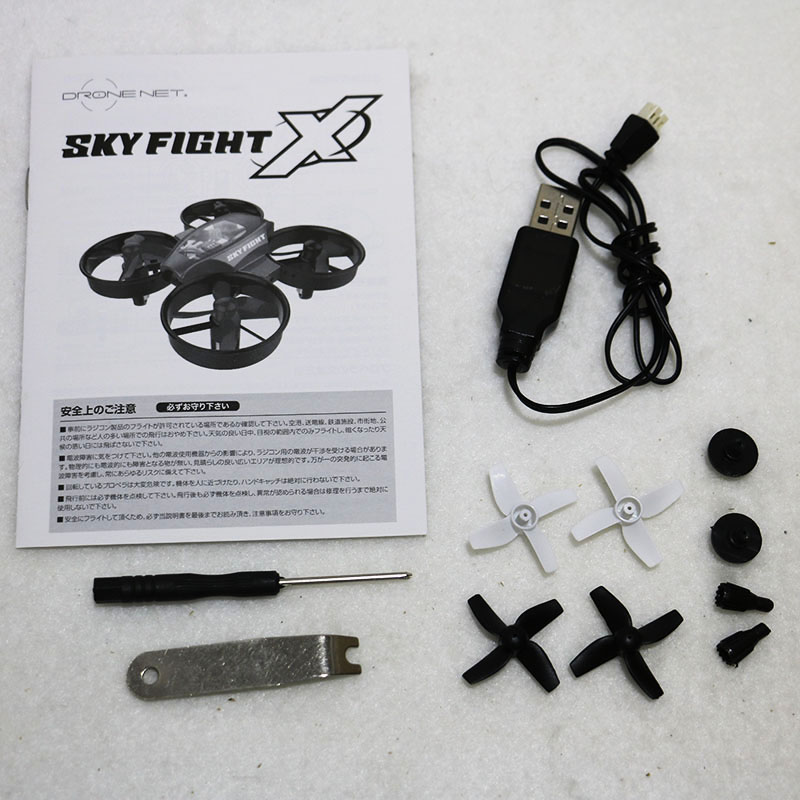 DRONE NET.
SKY FIGHT X
SKY FIGHT
安全上のご注意 必ずお守り下さい
■事前にラジコン製品のフライトが許可されている場所であるか確認して下さい。空港、送電線、鉄道施設、市街地、公
共の場所など人の多い場所での飛行はおやめ下さい。天気の良い日中、目視の範囲内でのみフライトし、暗くなったり天
候の悪い日には飛ばさないで下さい。
■電波障害に気をつけて下さい。他の電波使用機器からの影響により、ラジコン用の電波が干渉を受ける場合がありま
す。物理的にも電波的にも障害となる物が無い、見晴らしの良い広いエリアが理想的です。万が一の突発的に起こる電
波障害を考慮し、常にあらゆるリスクに備えて下さい。
■回転しているプロペラは大変危険です。機体を人に近づけたり、ハンドキャッチは絶対に行わないで下さい。
■飛行前には必ず機体を点検して下さい。飛行後も必ず機体を点検し、異常が認められる場合は修理を行うまで絶対に
使用しないで下さい。
■安全にフライトして頂くため、必ず当説明書を最後までお読み頂き、注意事項をお守り下さい。